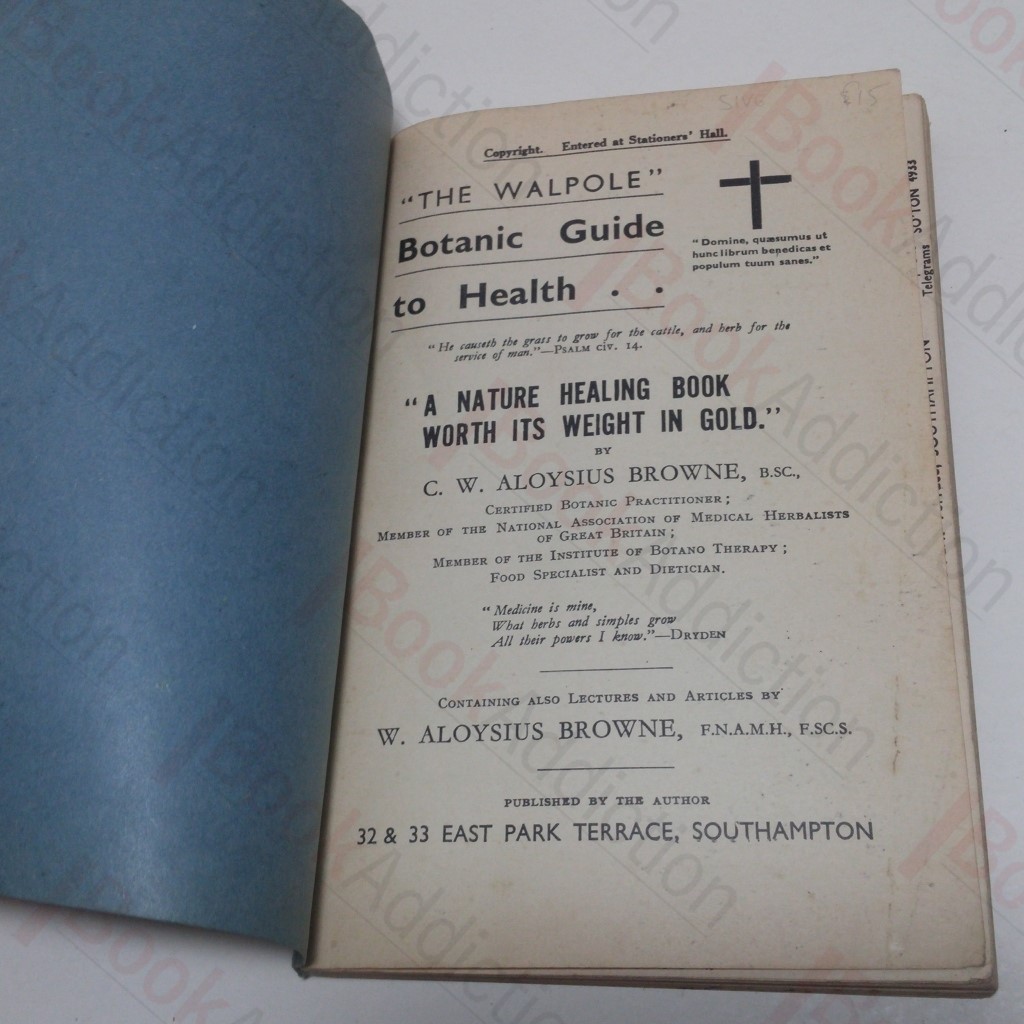 £15
Copyright. Entered at Stationers' Hall.
"THE WALPOLE"
Botanic Guide
to Health . .
"Domine, quæsumus ut
hunc librum benedicas et
populum tuum sanes."
"He causeth the grass to grow for the cattle, and herb for the
service of man."—PSALM CIV. 14.
"A NATURE HEALING BOOK
WORTH ITS WEIGHT IN GOLD."
BY
C. W. ALOYSIUS BROWNE, B.SC.,
CERTIFIED BOTANIC PRACTITIONER;
MEMBER OF THE NATIONAL ASSOCIATION OF MEDICAL HERBALISTS
OF GREAT BRITAIN;
MEMBER OF THE INSTITUTE OF BOTANO THERAPY;
FOOD SPECIALIST AND DIETICIAN.
"Medicine is mine,
What herbs and simples grow
All their powers I know."—DRYDEN
CONTAINING ALSO LECTURES AND ARTICLES BY
W. ALOYSIUS BROWNE, F.N.A.M.H., F.SC.S.
PUBLISHED BY THE AUTHOR
32 & 33 EAST PARK TERRACE, SOUTHAMPTON
Telegrams
SO'TON 4933
iBook Addiction